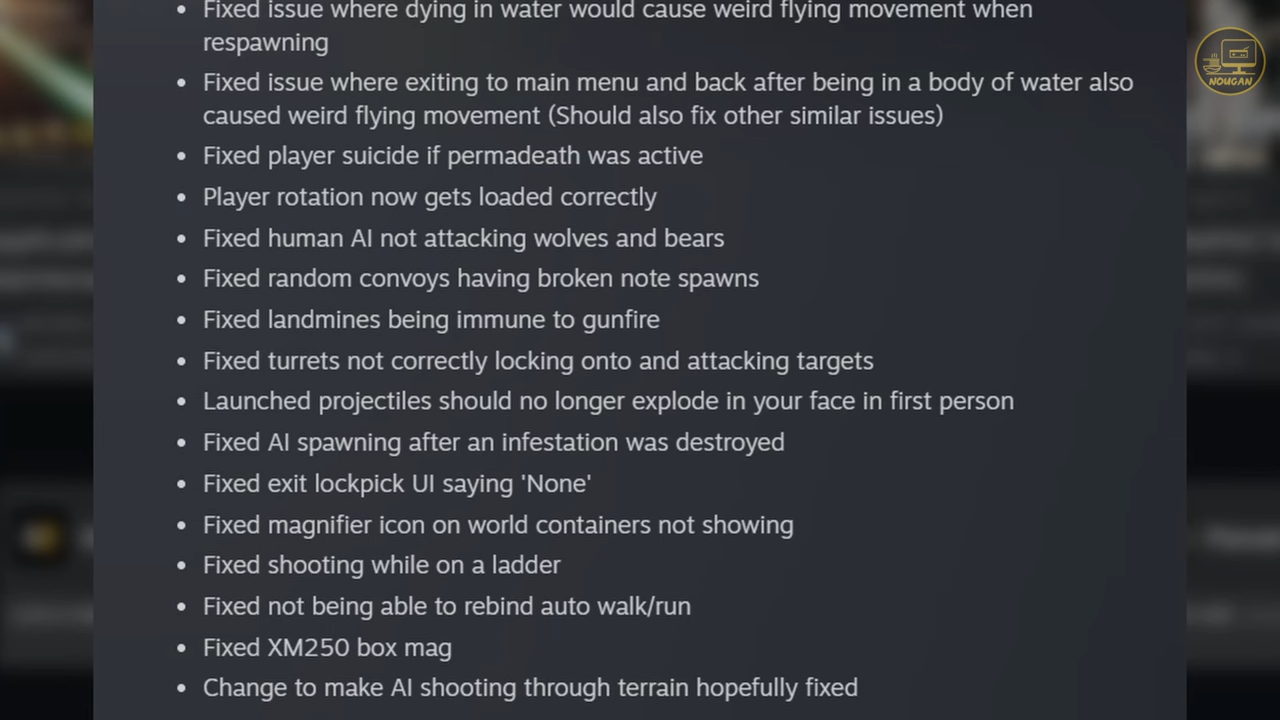 • Fixed issue where dying in water would cause weird flying movement when
respawning
• Fixed issue where exiting to main menu and back after being in a body of water also
caused weird flying movement (Should also fix other similar issues)
• Fixed player suicide if permadeath was active
• Player rotation now gets loaded correctly
• Fixed human AI not attacking wolves and bears
• Fixed random convoys having broken note spawns
• Fixed landmines being immune to gunfire
• Fixed turrets not correctly locking onto and attacking targets
• Launched projectiles should no longer explode in your face in first person
• Fixed AI spawning after an infestation was destroyed
• Fixed exit lockpick UI saying 'None'
• Fixed magnifier icon on world containers not showing
• Fixed shooting while on a ladder
• Fixed not being able to rebind auto walk/run
• Fixed XM250 box mag
• Change to make AI shooting through terrain hopefully fixed
NOUGAN